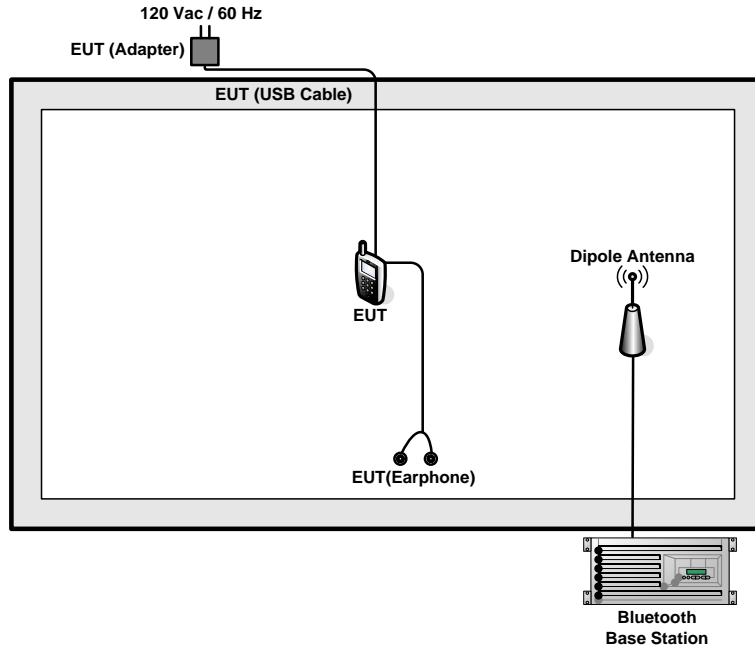 120 Vac / 60 Hz
EUT (Adapter)
EUT (USB Cable)
Dipole Antenna
EUT
EUT(Earphone)
Bluetooth
Base Station